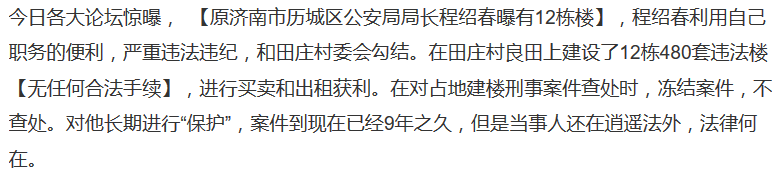 今日各大论坛惊曝，　【原济南市历城区公安局局长程绍春曝有12栋楼】，程绍春利用自己
职务的便利，严重违法违纪，和田庄村委会勾结。在田庄村良田上建设了12栋480套违法楼
【无任何合法手续】，进行买卖和出租获利。在对占地建楼刑事案件查处时，冻结案件，不
查处。对他长期进行“保护”，案件到现在已经9年之久，但是当事人还在逍遥法外，法律何
在。